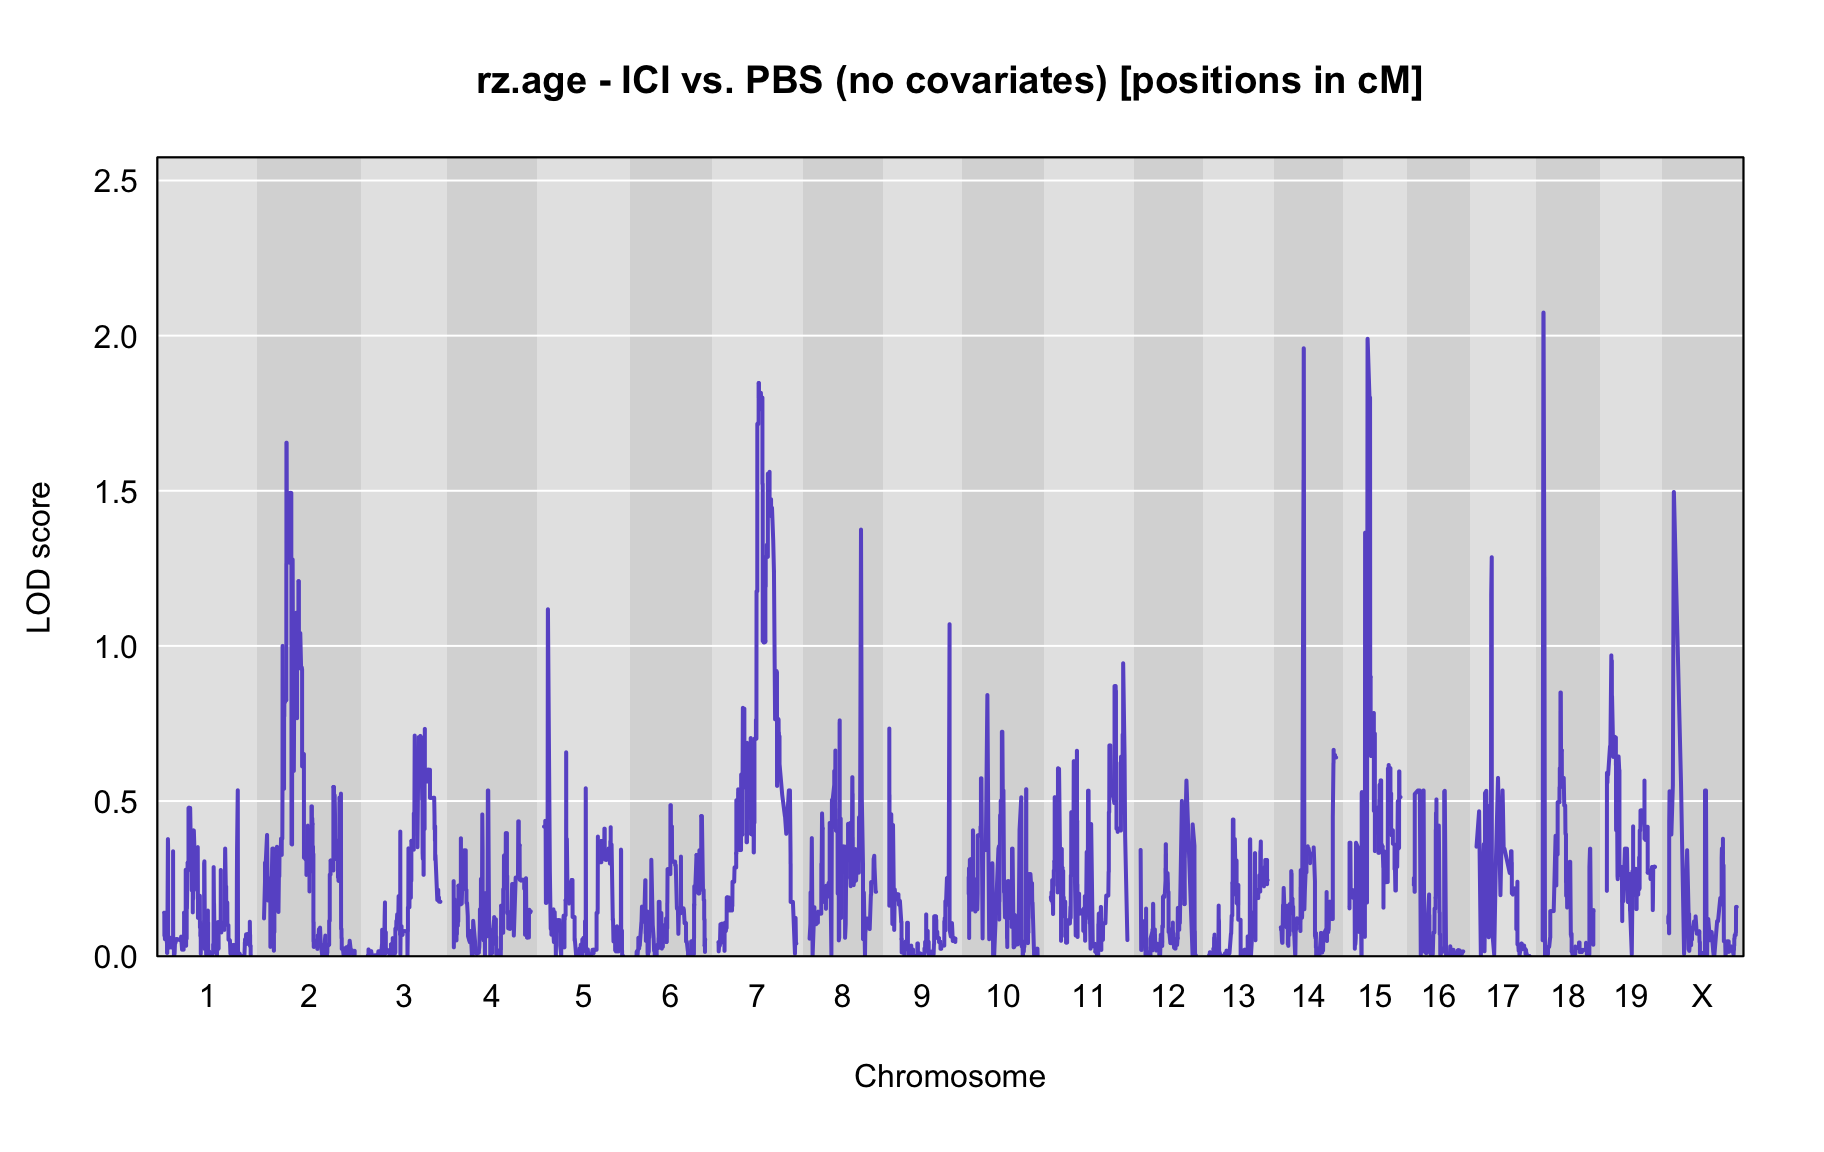 rz.age - ICI vs. PBS (no covariates) [positions in cM]
2.5
2.0
1.5
1.0
0.5
0.0
LOD score
1 2 3 4 5 6 7 8 9 10 11 12 13 14 15 16 17 18 19 X
Chromosome